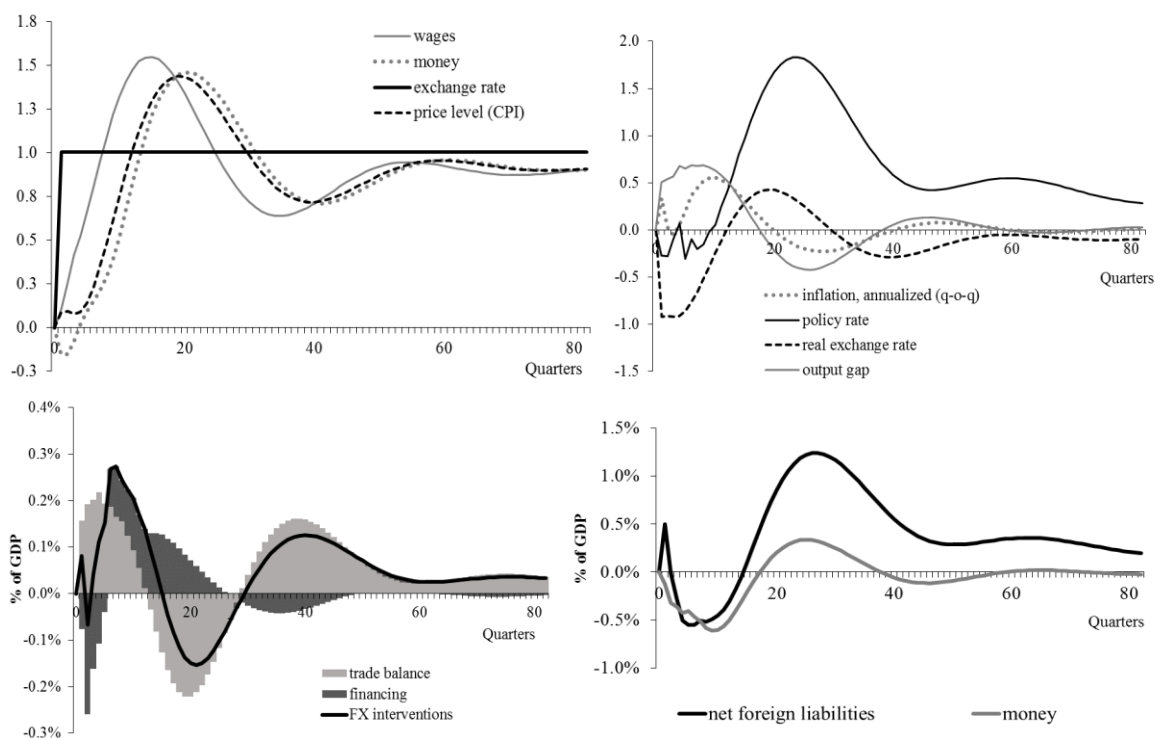 1.8
1.5
1.3
1.0
0.8
0.5
0.3
0.0
-0.3
0 20 40 60 80
Quarters
wages
money
exchange rate
price level (CPI)
2.0
1.5
1.0
0.5
0.0
-0.5
-1.0
-1.5
0 20 40 60 80
Quarters
inflation, annualized (q-o-q)
policy rate
real exchange rate
output gap
0.4%
0.3%
0.2%
0.1%
0.0%
-0.1%
-0.2%
-0.3%
% of GDP
0 20 40 60 80
Quarters
trade balance
financing
FX interventions
1.5%
1.0%
0.5%
0.0%
-0.5%
-1.0%
% of GDP
0 20 40 60 80
Quarters
net foreign liabilities
money